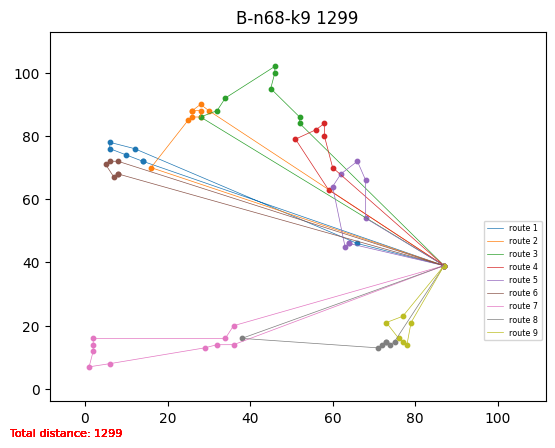 B-n68-k9 1299
100
80
60
40
20
0
0 20 40 60 80 100
route 1
route 2
route 3
route 4
route 5
route 6
route 7
route 8
route 9
Total distance: 1299